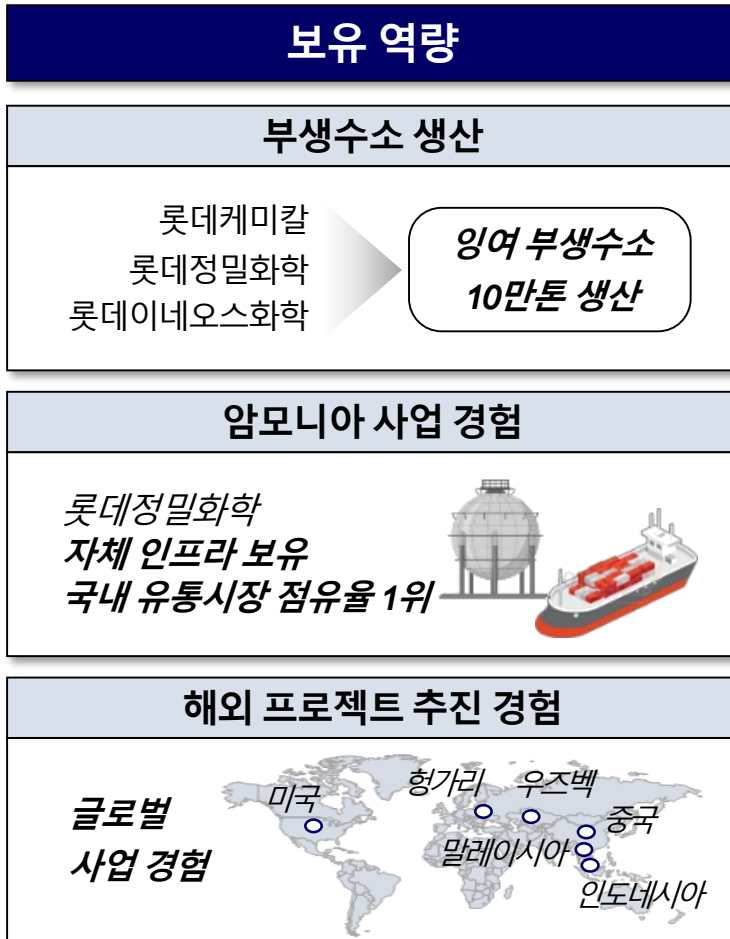 보유 역량
부생수소 생산
롯데케미칼
롯데정밀화학
롯데이네오스화학
잉여 부생수소
10만톤 생산
암모니아 사업 경험
롯데정밀화학
자체 인프라 보유
국내 유통시장 점유율 1위
해외 프로젝트 추진 경험
글로벌
사업 경험
미국
헝가리
우즈벡
중국
말레이시아
인도네시아